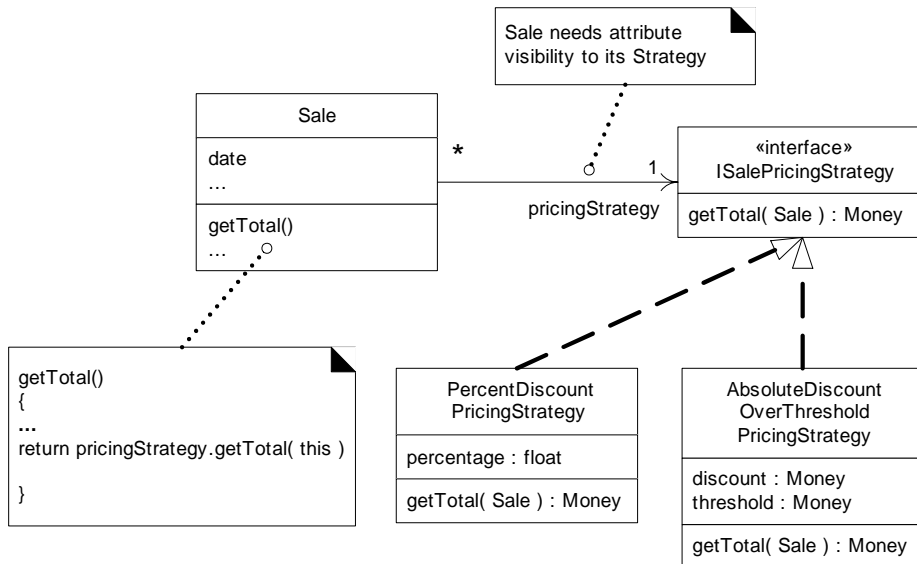 Sale needs attribute
visibility to its Strategy
Sale
date
...
getTotal()
...
*
1
pricingStrategy
«interface»
ISalePricingStrategy
getTotal( Sale ) : Money
getTotal()
{
...
return pricingStrategy.getTotal( this )
}
PercentDiscount
PricingStrategy
percentage : float
getTotal( Sale ) : Money
AbsoluteDiscount
OverThreshold
PricingStrategy
discount : Money
threshold : Money
getTotal( Sale ) : Money